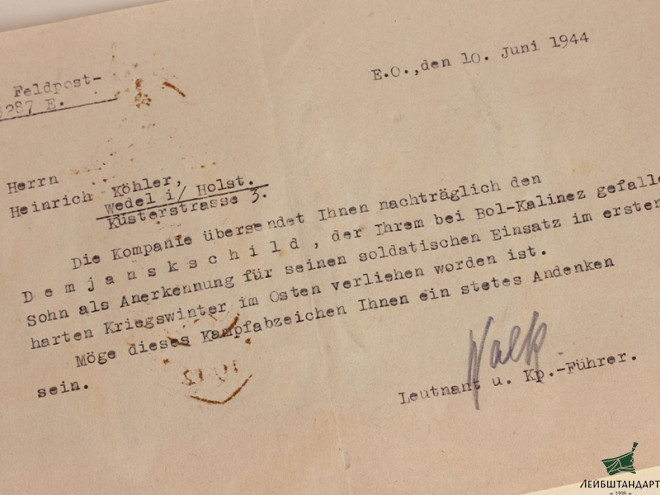 Feldpost-
5287 E.
E.O.,den 10. Juni 1944
Herrn
Heinrich Köhler,
Wedel i/ Holst.
Küsterstrasse 3.
Die Kompanie übersendet Ihnen nachträglich den
D e m j a n s k s c h i l d , der Ihrem bei Bol-Kalinez gefalle
Sohn als Anerkennung für seinen soldatischen Einsatz im ersten
harten Kriegswinter im Osten verliehen worden ist.
Möge dieses Kampfabzeichen Ihnen ein stetes Andenken
sein.
Leutnant u. Kp.-Führer.
ЛЕЙБШТАНДАРТ